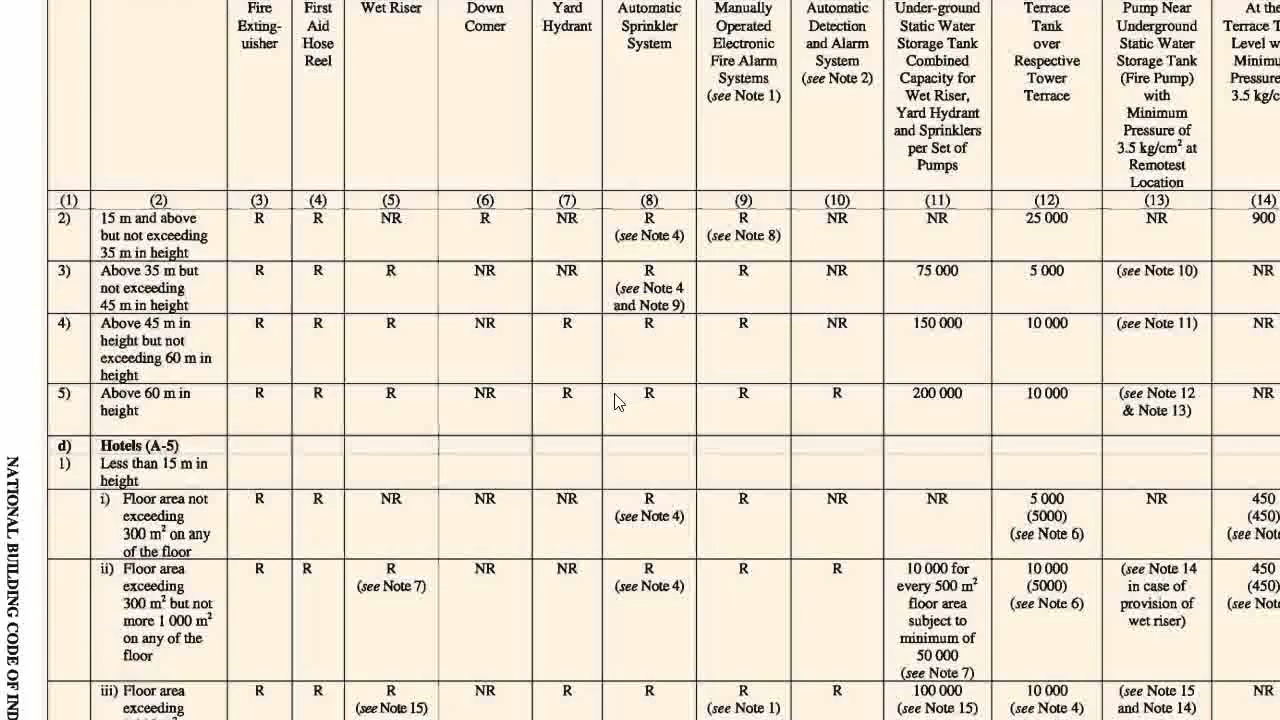 Fire
Exting-
uisher
First
Aid
Hose
Reel
Wet Riser
Down
Comer
Yard
Hydrant
Automatic
Sprinkler
System
Manually
Operated
Electronic
Fire Alarm
Systems
(see Note 1)
Automatic
Detection
and Alarm
System
(see Note 2)
Under-ground
Static Water
Storage Tank
Combined
Capacity for
Wet Riser,
Yard Hydrant
and Sprinklers
per Set of
Pumps
Terrace
Tank
over
Respective
Tower
Terrace
Pump Near
Underground
Static Water
Storage Tank
(Fire Pump)
with
Minimum
Pressure of
3.5 kg/cm² at
Remotest
Location
At the
Terrace T
Level w
Minimu
Pressure
3.5 kg/c
(1) (2) (3) (4) (5) (6) (7) (8) (9) (10) (11) (12) (13) (14)
2) 15 m and above R R NR R NR R R NR NR 25 000 NR 900
but not exceeding (see Note 4) (see Note 8)
35 m in height
3) Above 35 m but R R R NR NR R R NR 75 000 5 000 (see Note 10) NR
not exceeding (see Note 4
45 m in height and Note 9)
4) Above 45 m in R R R NR R R R NR 150 000 10 000 (see Note 11) NR
height but not
exceeding 60 m in
height
5) Above 60 m in R R R NR R R R R 200 000 10 000 (see Note 12 NR
height & Note 13)
d) Hotels (A-5)
1) Less than 15 m in
height
i) Floor area not R R NR NR NR R R NR NR 5 000 NR 450
exceeding (see Note 4) (5000) (450)
300 m² on any (see Note 6) (see Note
of the floor
ii) Floor area R R R NR NR R R R 10 000 for 10 000 (see Note 14 450
exceeding (see Note 7) (see Note 4) every 500 m² (5000) in case of (450)
300 m² but not floor area (see Note 6) provision of (see Note
more 1 000 m² subject to wet riser)
on any of the minimum of
floor 50 000
(see Note 7)
iii) Floor area R R R NR R R R R 100 000 10 000 (see Note 15 NR
exceeding (see Note 15) (see Note 1) (see Note 15) (see Note 4) and Note 14)
NATIONAL BUILDING CODE OF IND